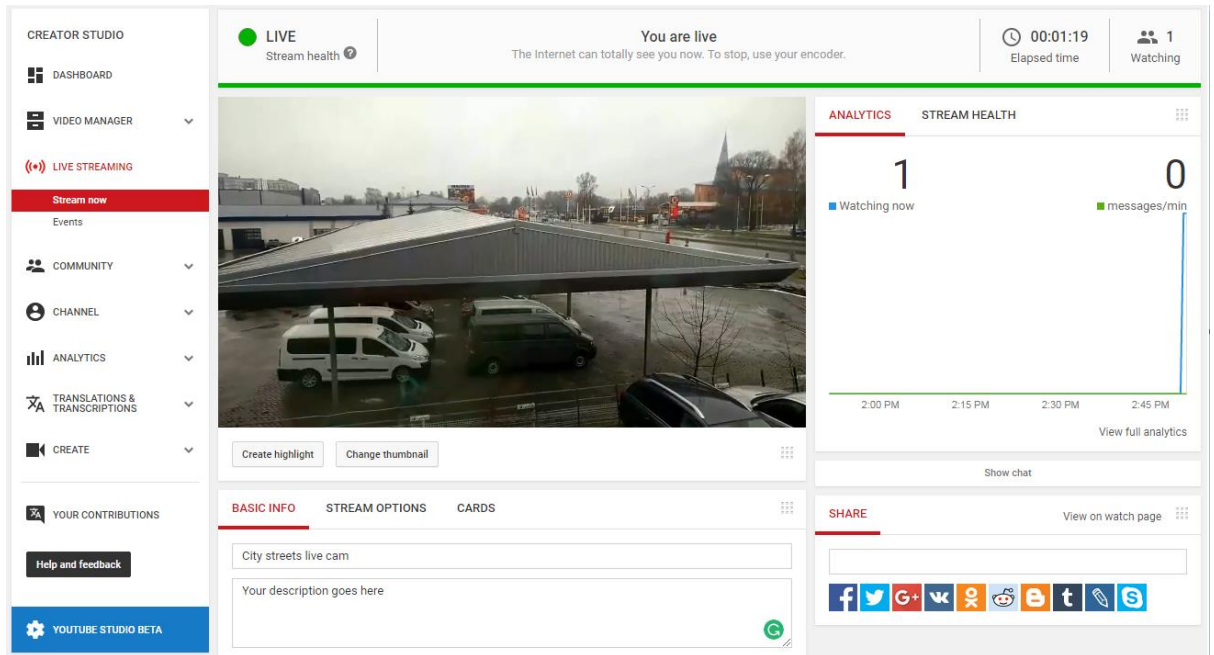 CREATOR STUDIO
DASHBOARD
VIDEO MANAGER
LIVE STREAMING
Stream now
Events
COMMUNITY
CHANNEL
ANALYTICS
TRANSLATIONS &
TRANSCRIPTIONS
CREATE
YOUR CONTRIBUTIONS
Help and feedback
YOUTUBE STUDIO BETA
LIVE
Stream health ?
You are live
The Internet can totally see you now. To stop, use your encoder.
00:01:19
Elapsed time
1
Watching
Create highlight
Change thumbnail
BASIC INFO
STREAM OPTIONS
CARDS
City streets live cam
Your description goes here
ANALYTICS
STREAM HEALTH
1
Watching now
0
messages/min
2:00 PM
2:15 PM
2:30 PM
2:45 PM
View full analytics
Show chat
SHARE
View on watch page